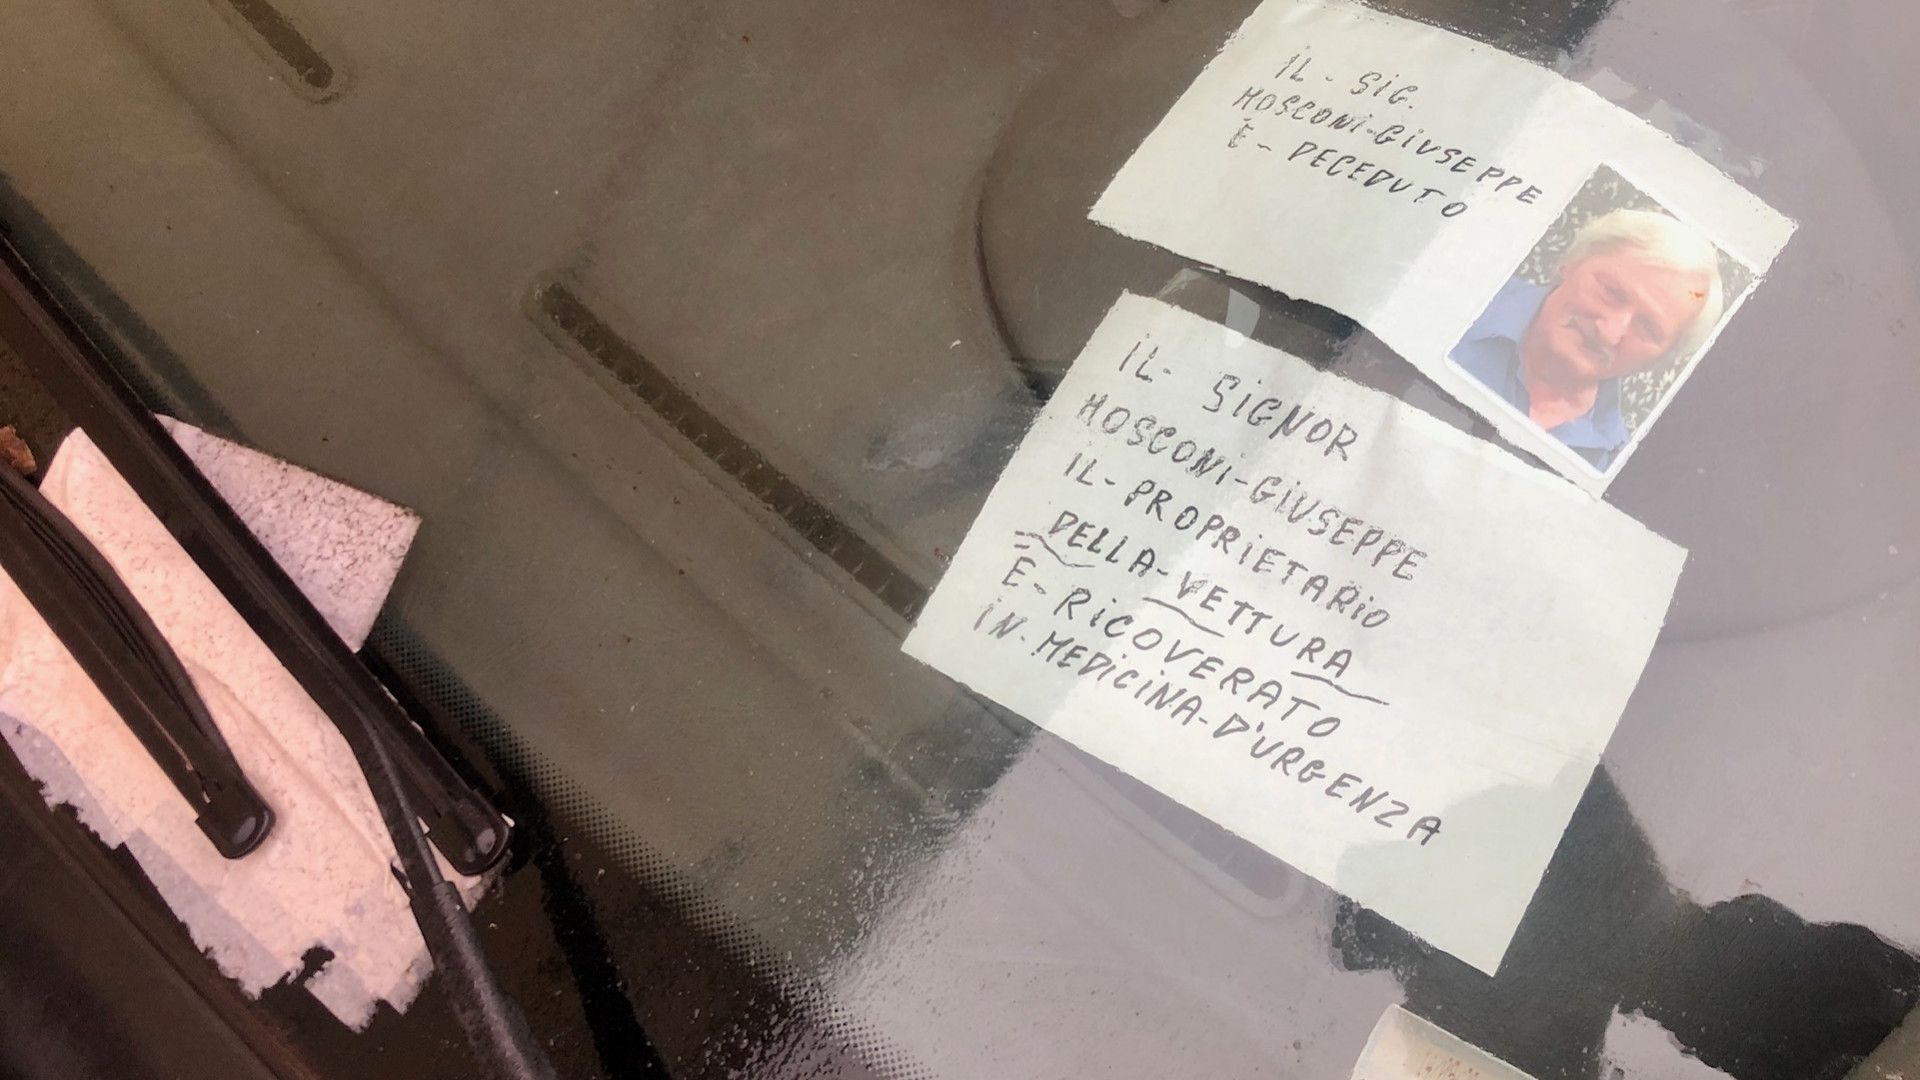 IL - SIG.
MOSCONI-GIUSEPPE
È - DECEDUTO
IL - SIGNOR
MOSCONI-GIUSEPPE
IL-PROPRIETARIO
DELLA-VETTURA
E - RICOVERATO
IN-MEDICINA-D'URGENZA